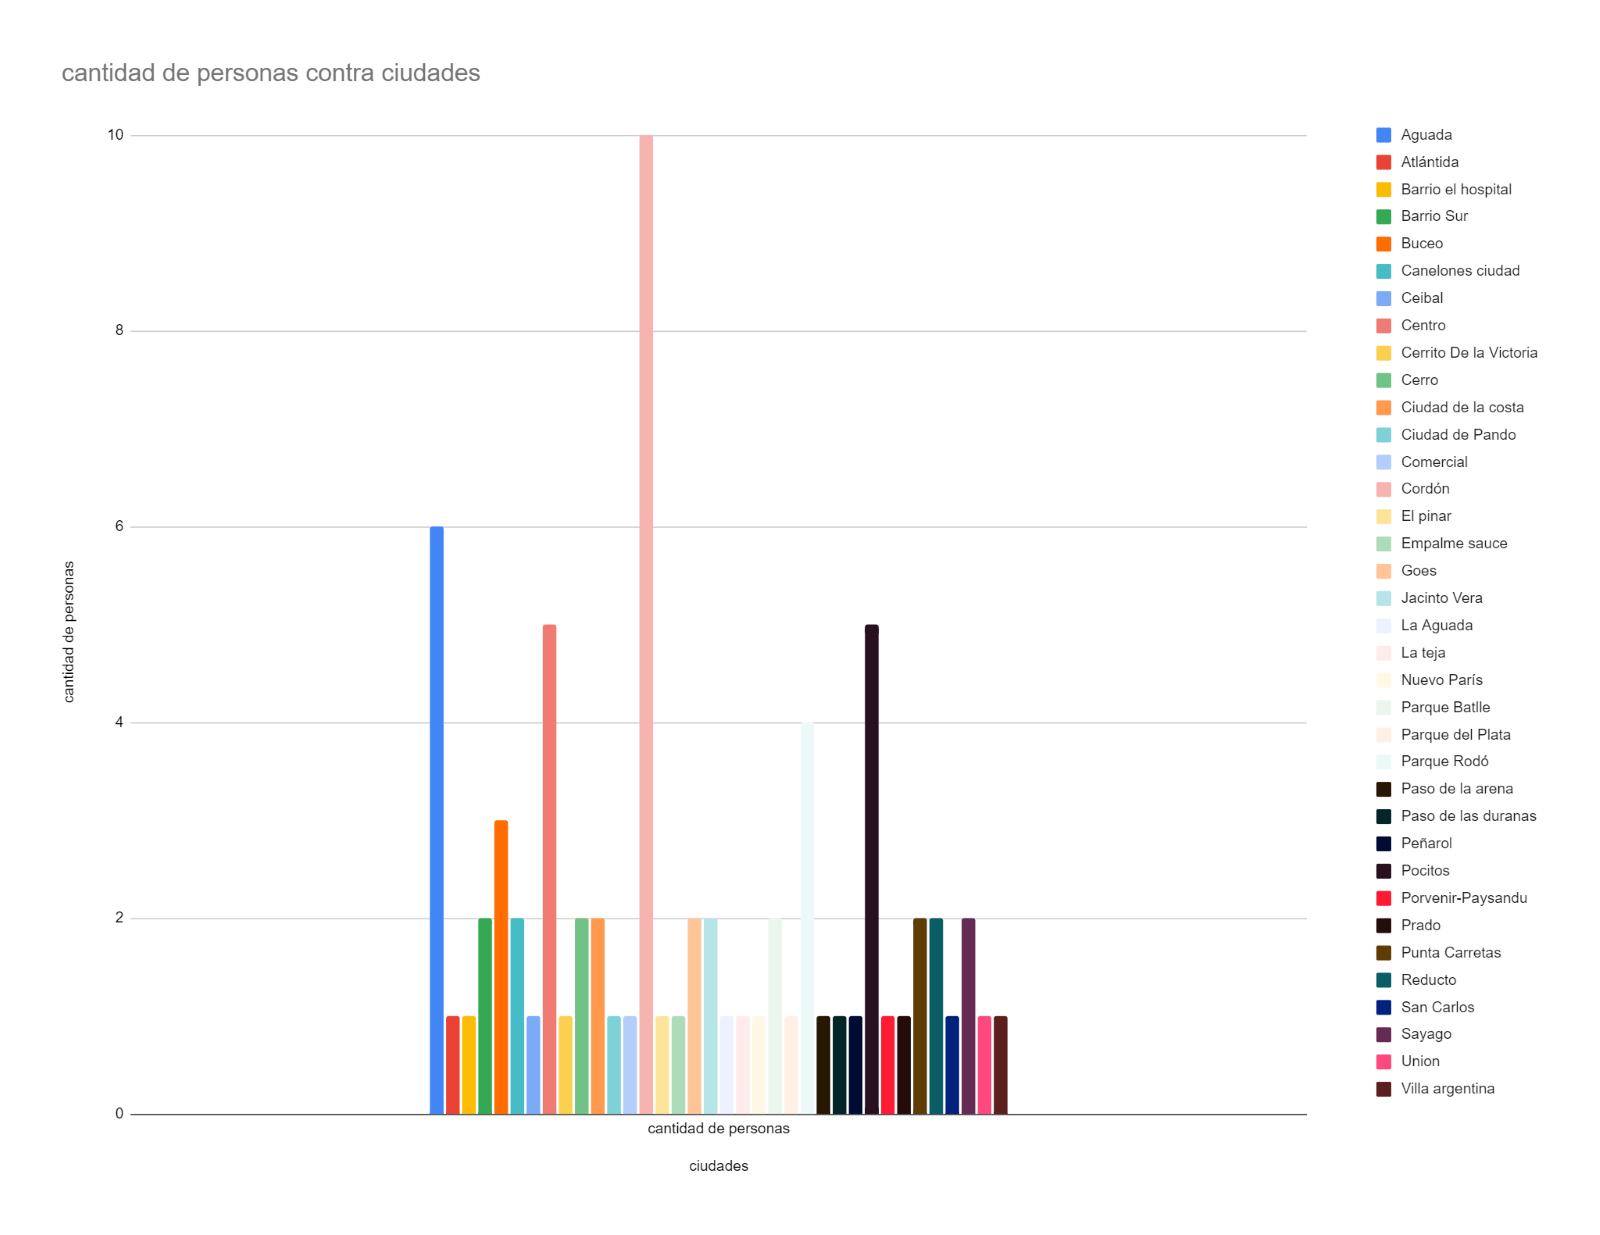 cantidad de personas contra ciudades
10
8
6
4
2
0
cantidad de personas
cantidad de personas
ciudades
Aguada
Atlántida
Barrio el hospital
Barrio Sur
Buceo
Canelones ciudad
Ceibal
Centro
Cerrito De la Victoria
Cerro
Ciudad de la costa
Ciudad de Pando
Comercial
Cordón
El pinar
Empalme sauce
Goes
Jacinto Vera
La Aguada
La teja
Nuevo París
Parque Batlle
Parque del Plata
Parque Rodó
Paso de la arena
Paso de las duranas
Peñarol
Pocitos
Porvenir-Paysandu
Prado
Punta Carretas
Reducto
San Carlos
Sayago
Union
Villa argentina